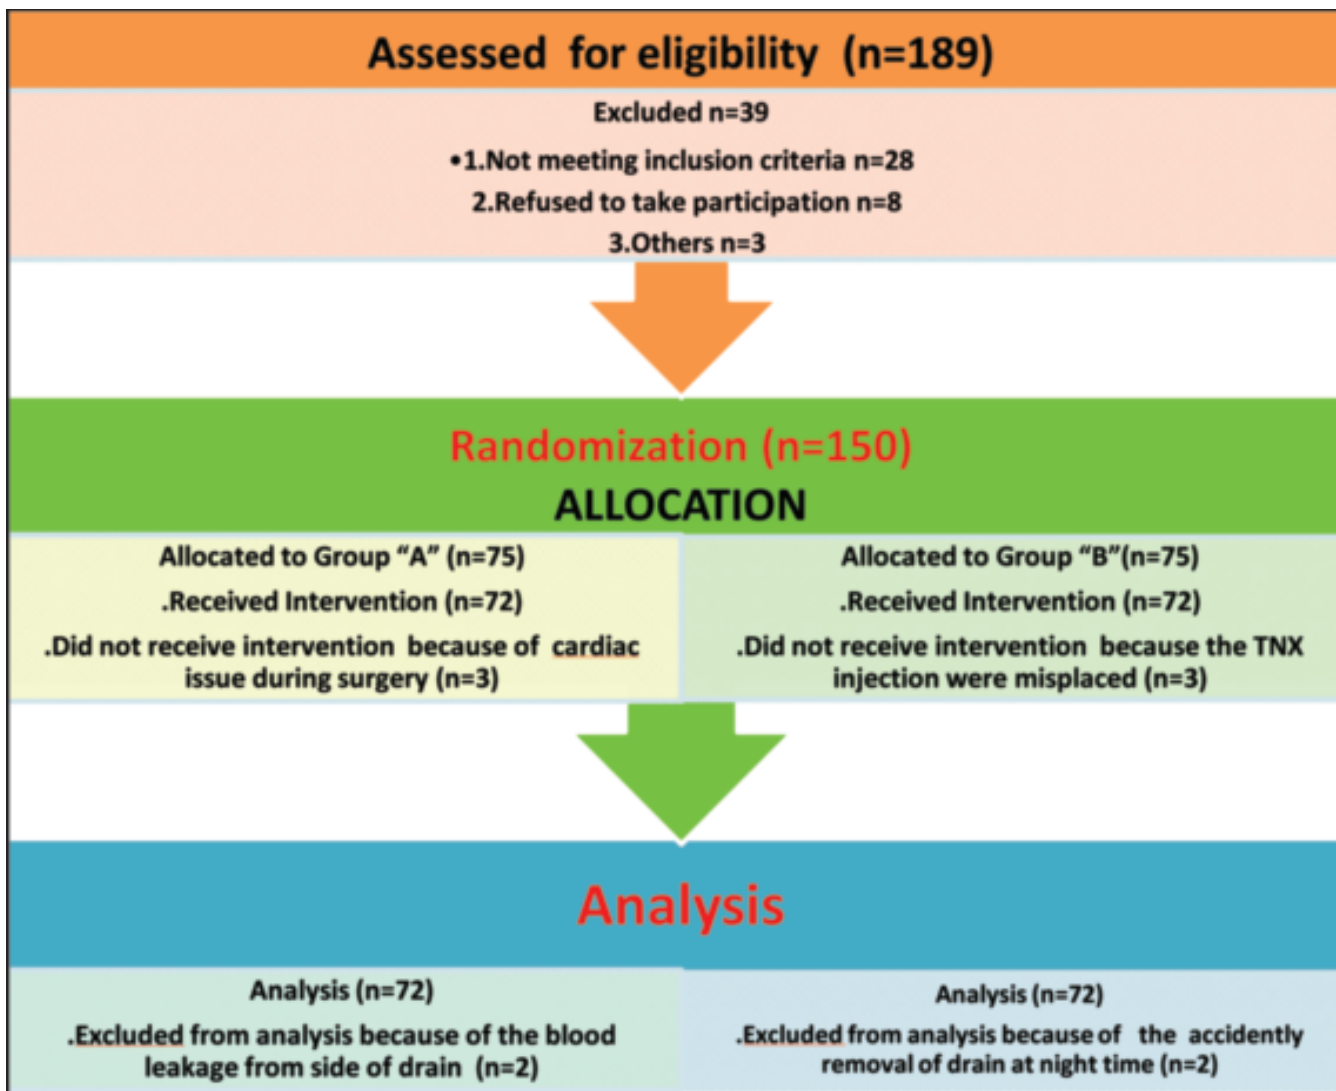 Assessed for eligibility (n=189)
Excluded n=39
•1.Not meeting inclusion criteria n=28
2.Refused to take participation n=8
3.Others n=3
Randomization (n=150)
ALLOCATION
Allocated to Group “A” (n=75)
.Received Intervention (n=72)
.Did not receive intervention because of cardiac
issue during surgery (n=3)
Allocated to Group “B”(n=75)
.Received Intervention (n=72)
.Did not receive intervention because the TNX
injection were misplaced (n=3)
Analysis
Analysis (n=72)
.Excluded from analysis because of the blood
leakage from side of drain (n=2)
Analysis (n=72)
.Excluded from analysis because of the accidently
removal of drain at night time (n=2)